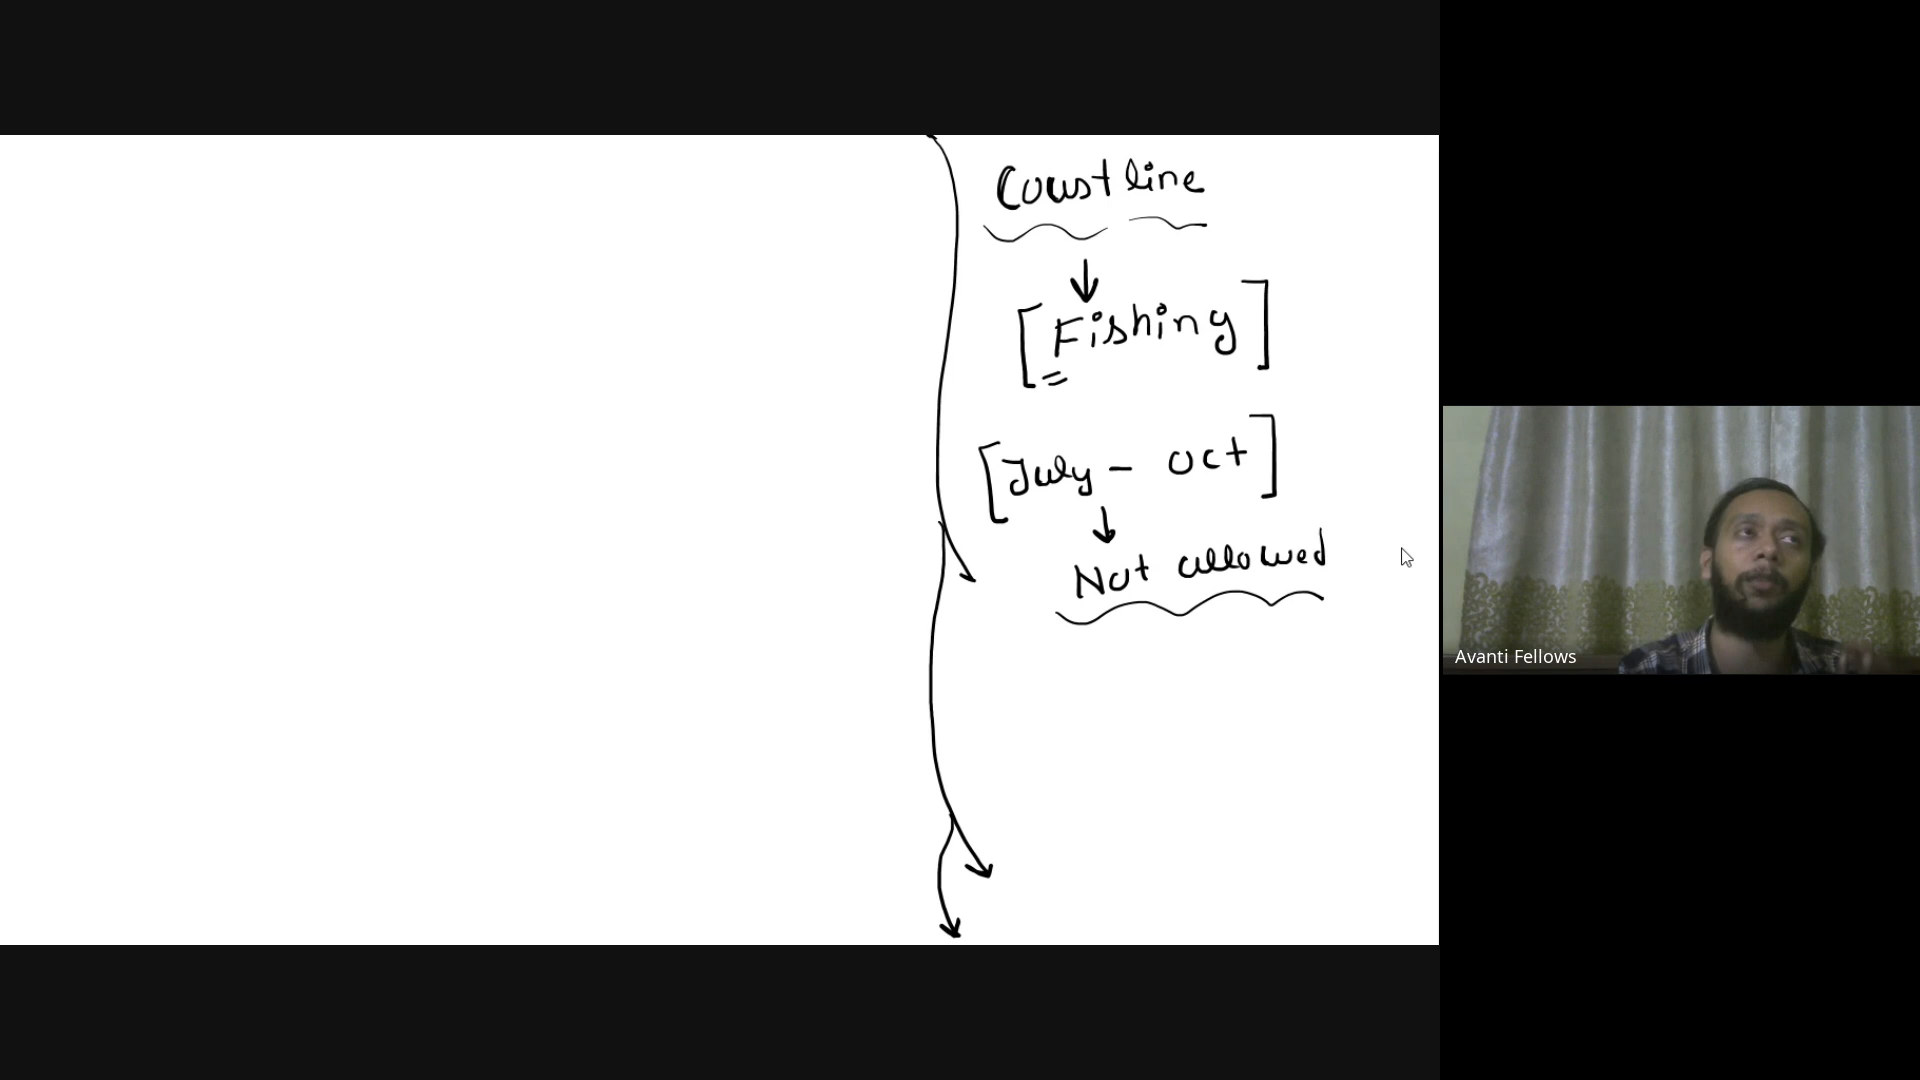 Coastline
[Fishing]
[July - Oct]
Not allowed
Avanti Fellows